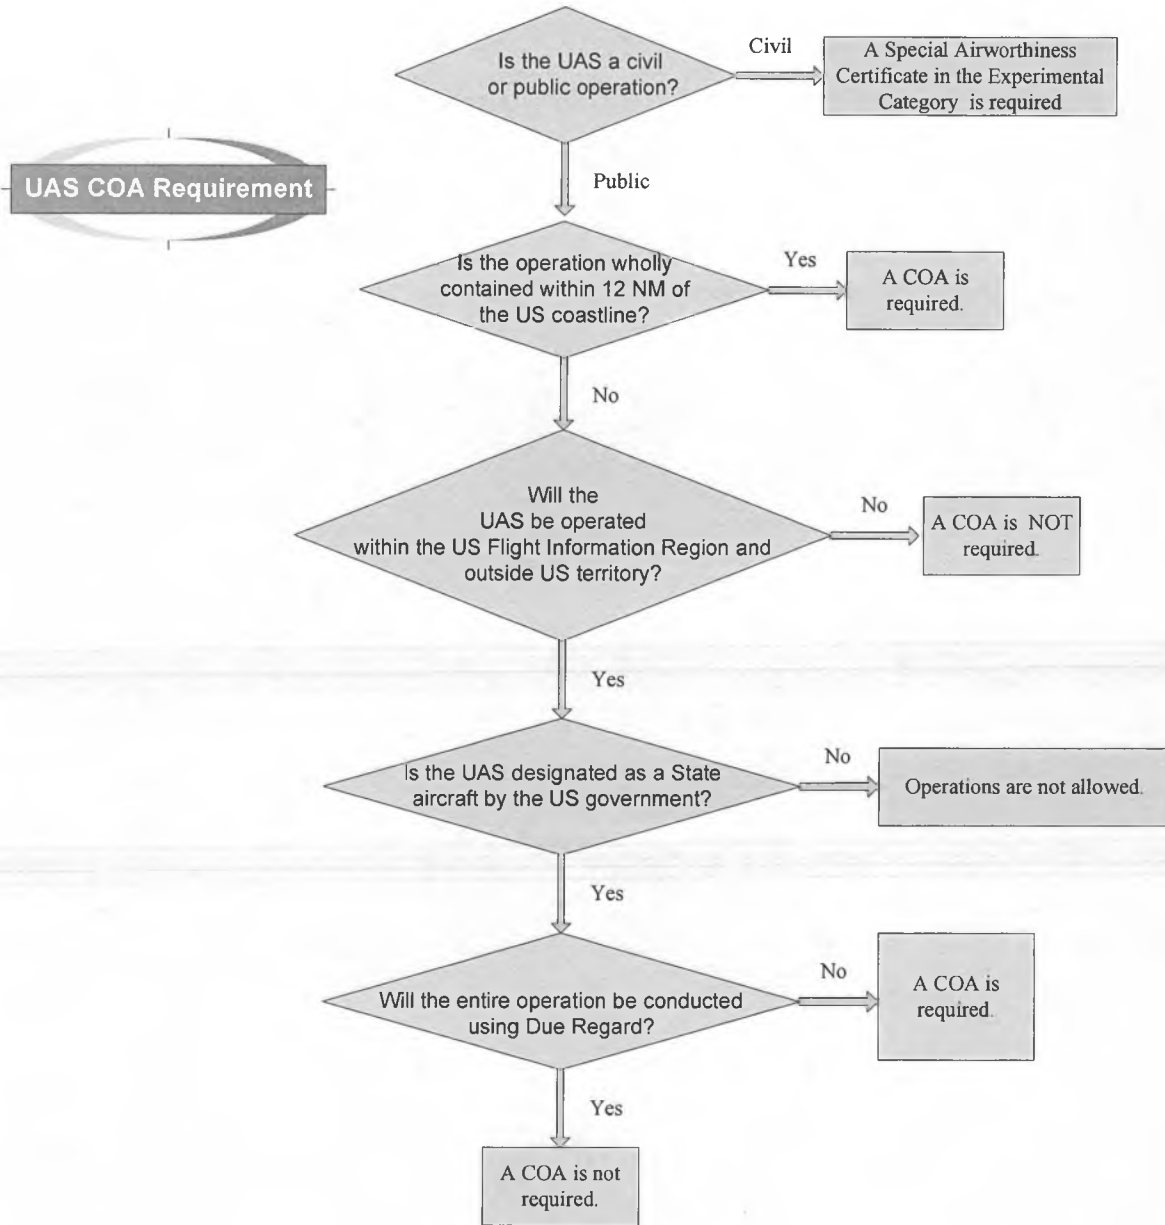 Is the UAS a civil
or public operation?
Civil
A Special Airworthiness
Certificate in the Experimental
Category is required
UAS COA Requirement
Public
Is the operation wholly
contained within 12 NM of
the US coastline?
Yes
A COA is
required.
No
Will the
UAS be operated
within the US Flight Information Region and
outside US territory?
No
A COA is NOT
required.
Yes
Is the UAS designated as a State
aircraft by the US government?
No
Operations are not allowed.
Yes
Will the entire operation be conducted
using Due Regard?
No
A COA is
required.
Yes
A COA is not
required.